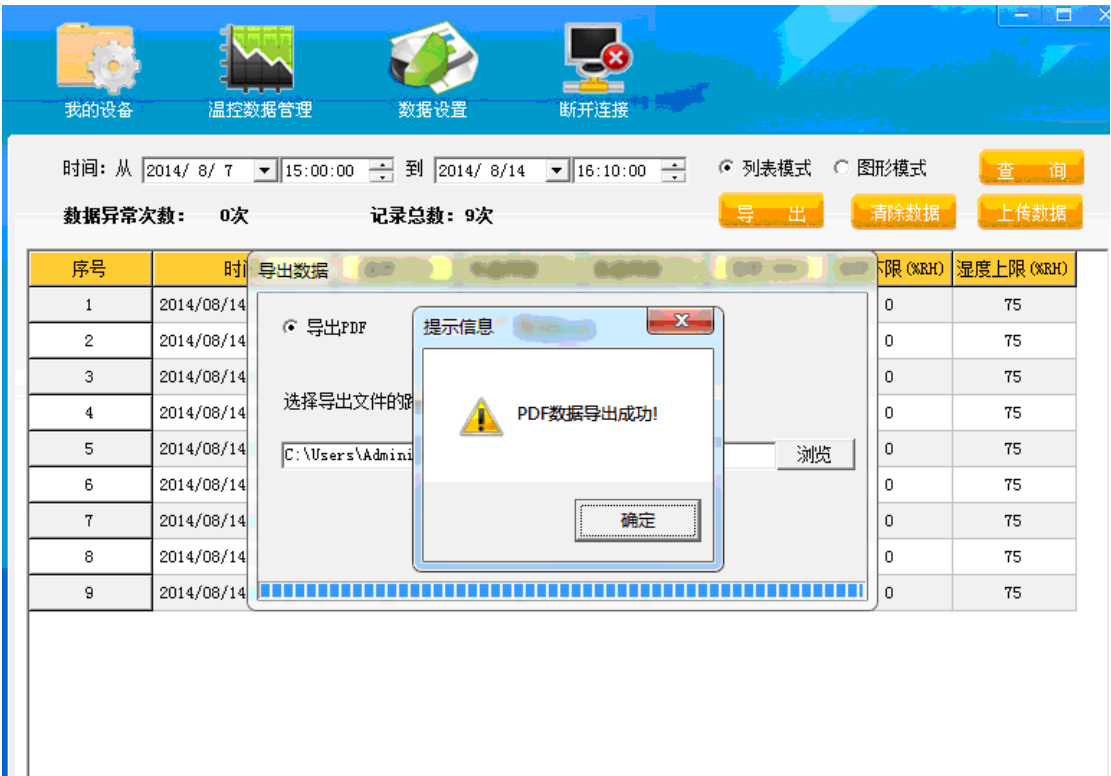 我的设备 温控数据管理 数据设置 断开连接
时间：从 2014/ 8/ 7 15:00:00 到 2014/ 8/14 16:10:00 列表模式 图形模式 查 询
数据异常次数： 0次 记录总数：9次 导 出 清除数据 上传数据
序号 时 限(%RH) 湿度上限(%RH)
导出数据
1 2014/08/14 0 75
导出PDF
提示信息
2 2014/08/14 0 75
3 2014/08/14 0 75
选择导出文件的
4 2014/08/14 0 75
PDF数据导出成功!
5 2014/08/14 0 75
C:\Users\Admini 浏览
6 2014/08/14 0 75
7 2014/08/14 0 75
确定
8 2014/08/14 0 75
9 2014/08/14 0 75